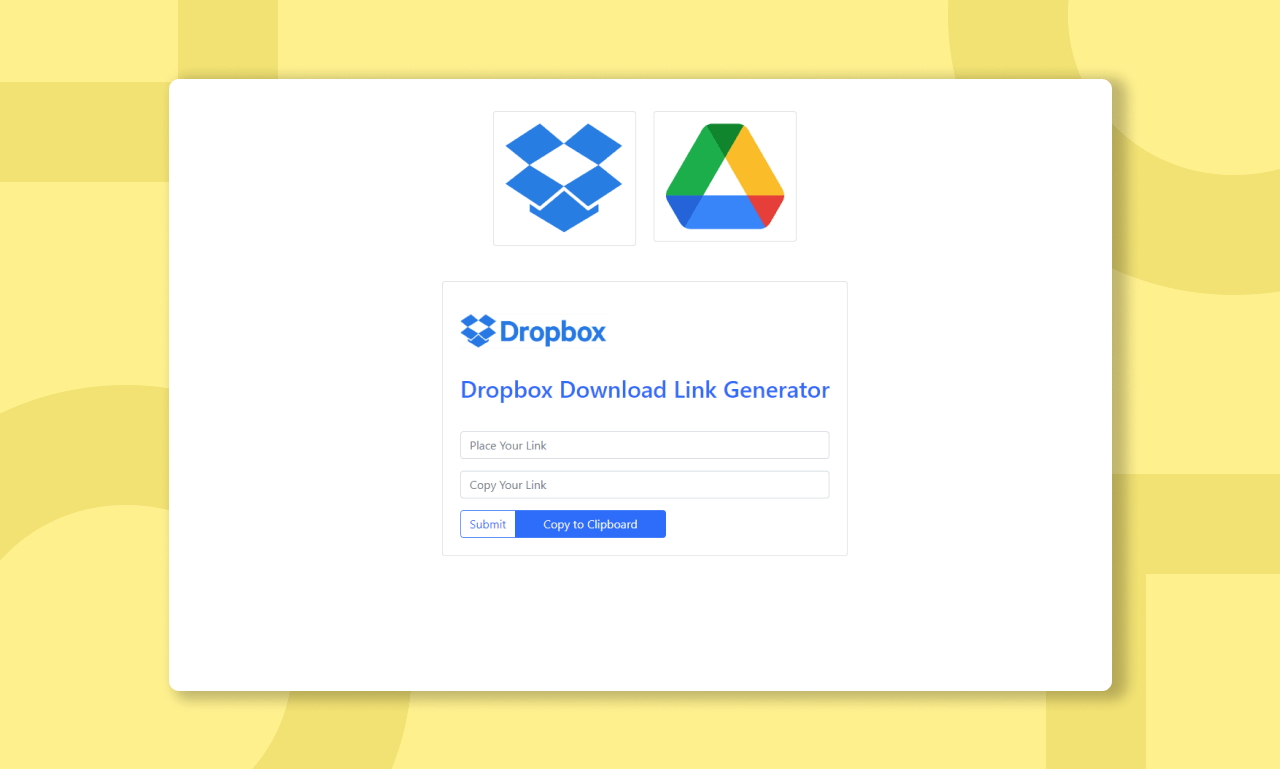 Dropbox
Dropbox Download Link Generator
Place Your Link
Copy Your Link
Submit Copy to Clipboard